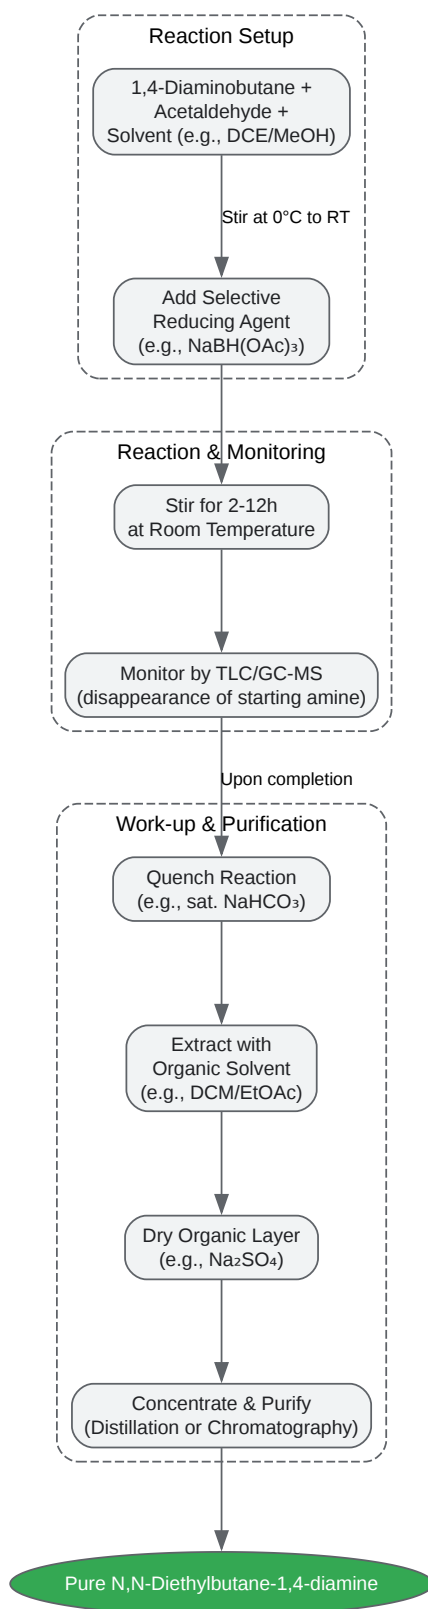 Reaction Setup
1,4-Diaminobutane +
Acetaldehyde +
Solvent (e.g., DCE/MeOH)
Stir at 0°C to RT
Add Selective
Reducing Agent
(e.g., NaBH(OAc)₃)
Reaction & Monitoring
Stir for 2-12h
at Room Temperature
Monitor by TLC/GC-MS
(disappearance of starting amine)
Upon completion
Work-up & Purification
Quench Reaction
(e.g., sat. NaHCO₃)
Extract with
Organic Solvent
(e.g., DCM/EtOAc)
Dry Organic Layer
(e.g., Na₂SO₄)
Concentrate & Purify
(Distillation or Chromatography)
Pure N,N-Diethylbutane-1,4-diamine